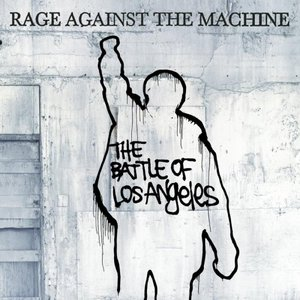 RAGE AGAINST THE MACHINE
THE
BATTLE OF
LOS ANGELES